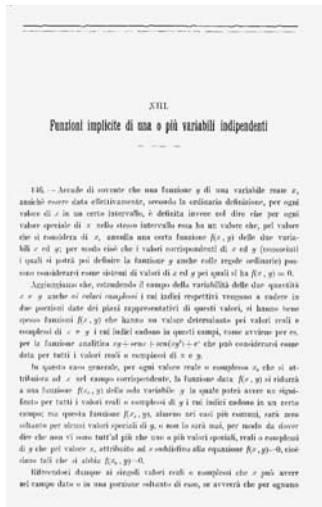 XIII.
Funzioni implicite di una o più variabili indipendenti
146. — Accade di sovente che una funzione y di una variabile reale x,
anzichè essere data effettivamente, secondo la ordinaria definizione, per ogni
valore di x in un certo intervallo, è definita invece col dire che per ogni
valore speciale di x nello stesso intervallo essa ha un valore che, pel valore
che si considera di x, annulla una certa funzione f(x, y) delle due varia-
bili x ed y; per modo cioè che i valori corrispondenti di x ed y (conosciuti
i quali si potrà poi definire la funzione y anche colle regole ordinarie) pos-
sono considerarsi come sistemi di valori di x ed y pei quali si ha f(x, y) = 0.
Aggiungiamo che, estendendo il campo della variabilità delle due quantità
x e y anche ai valori complessi i cui indici respettivi vengono a cadere in
due porzioni date dei piani rappresentativi di questi valori, si hanno bene
spesso funzioni f(x, y) che hanno un valore determinato pei valori reali o
complessi di x e y i cui indici cadono in questi campi, come avviene per es.
per la funzione analitica che può considerarsi come
data per tutti i valori reali o complessi di x e y.
In questo caso generale, per ogni valore reale o complesso x, che si at-
tribuisca ad x nel campo corrispondente, la funzione data f(x, y) si ridurrà
a una funzione f(x, y) della sola variabile y la quale potrà avere un signi-
ficato per tutti i valori reali o complessi di y i cui indici cadono in un certo
campo; ma questa funzione f(x, y), almeno nei casi più comuni, sarà zero
soltanto per alcuni valori speciali di y, o non lo sarà mai, per modo da dover
dire che non vi sono tutt'al più che uno o più valori speciali, reali o complessi
di y che pel valore x, attribuito ad x soddisfino alla equazione f(x, y)=0, cioè
siano tali che si abbia f(x, y)=0.
Riferendoci dunque ai singoli valori reali o complessi che x può avere
nel campo dato o in una porzione soltanto di esso, se avverrà che per ognuno